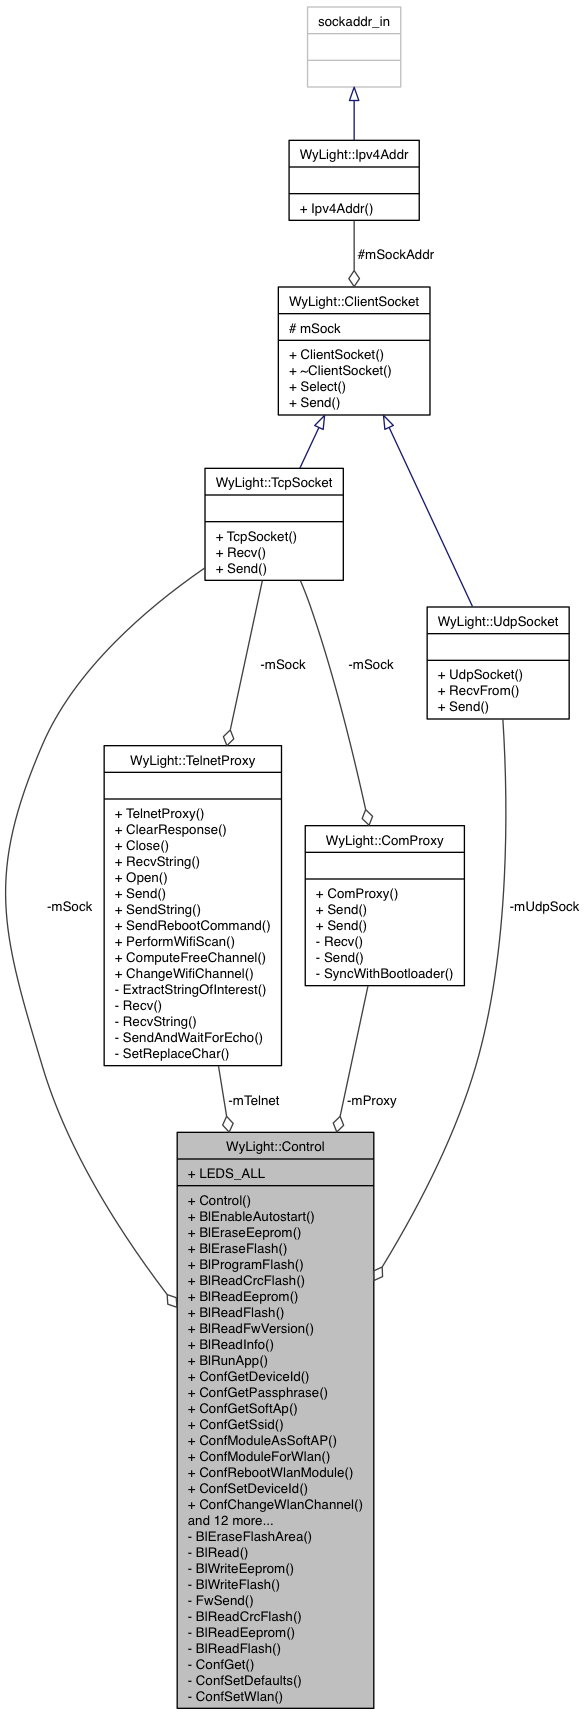 sockaddr_in
WyLight::Ipv4Addr
+ Ipv4Addr()
#mSockAddr
WyLight::ClientSocket
# mSock
+ ClientSocket()
+ ~ClientSocket()
+ Select()
+ Send()
WyLight::TcpSocket
+ TcpSocket()
+ Recv()
+ Send()
WyLight::UdpSocket
+ UdpSocket()
+ RecvFrom()
+ Send()
-mSock
-mSock
WyLight::TelnetProxy
+ TelnetProxy()
+ ClearResponse()
+ Close()
+ RecvString()
+ Open()
+ Send()
+ SendString()
+ SendRebootCommand()
+ PerformWifiScan()
+ ComputeFreeChannel()
+ ChangeWifiChannel()
- ExtractStringOfInterest()
- Recv()
- RecvString()
- SendAndWaitForEcho()
- SetReplaceChar()
WyLight::ComProxy
+ ComProxy()
+ Send()
+ Send()
- Recv()
- Send()
- SyncWithBootloader()
-mSock
-mUdpSock
-mTelnet
-mProxy
WyLight::Control
+ LEDS_ALL
+ Control()
+ BlEnableAutostart()
+ BlEraseEeprom()
+ BlEraseFlash()
+ BlProgramFlash()
+ BlReadCrcFlash()
+ BlReadEeprom()
+ BlReadFlash()
+ BlReadFwVersion()
+ BlReadInfo()
+ BlRunApp()
+ ConfGetDeviceId()
+ ConfGetPassphrase()
+ ConfGetSoftAp()
+ ConfGetSsid()
+ ConfModuleAsSoftAP()
+ ConfModuleForWlan()
+ ConfRebootWlanModule()
+ ConfSetDeviceId()
+ ConfChangeWlanChannel()
and 12 more...
- BlEraseFlashArea()
- BlRead()
- BlWriteEeprom()
- BlWriteFlash()
- FwSend()
- BlReadCrcFlash()
- BlReadEeprom()
- BlReadFlash()
- ConfGet()
- ConfSetDefaults()
- ConfSetWlan()